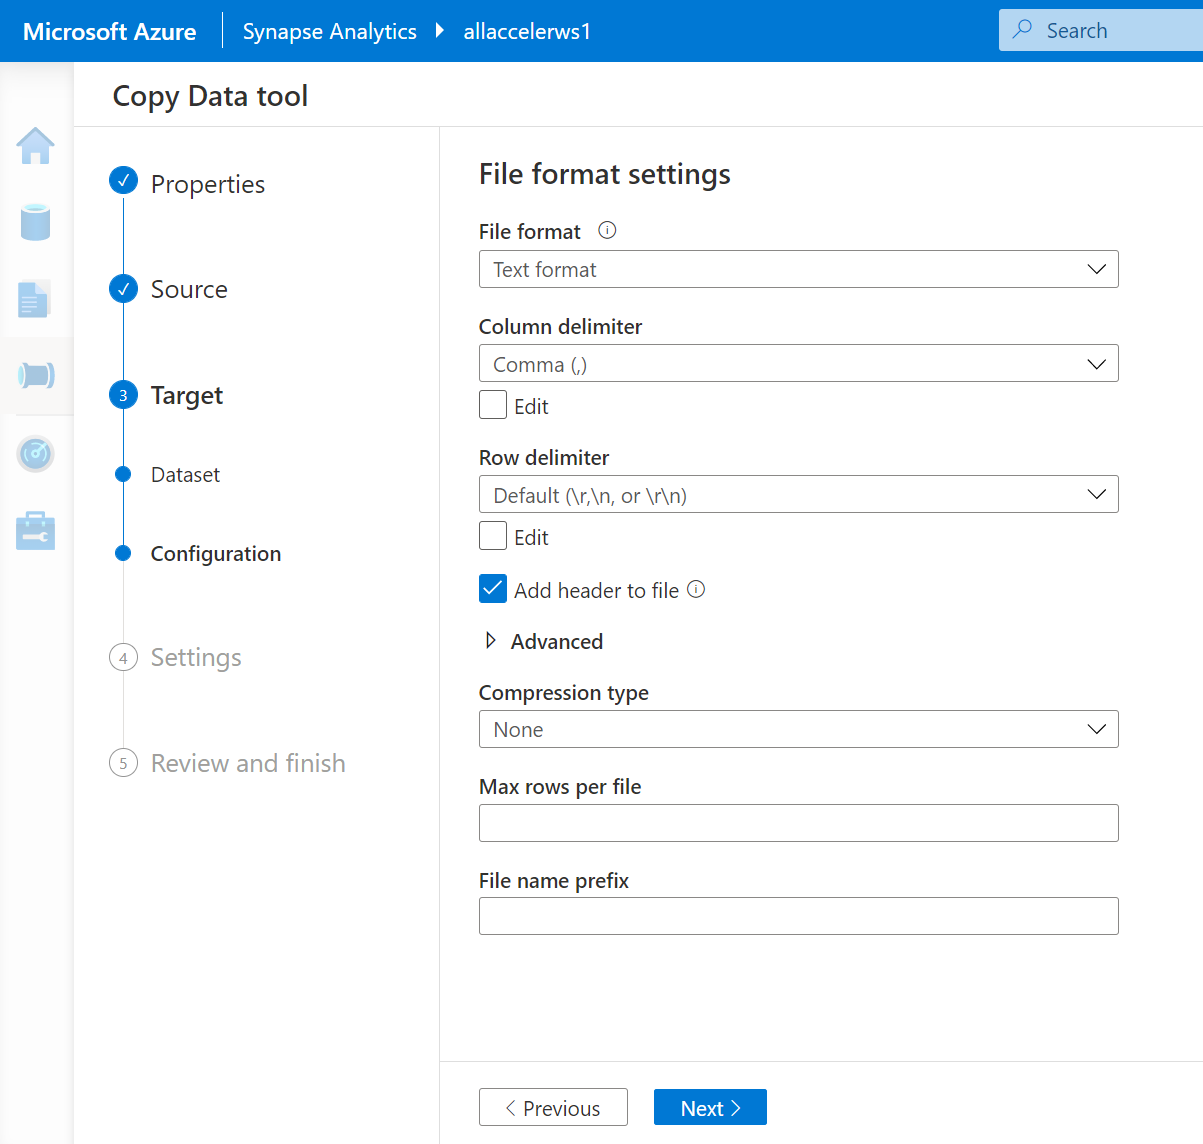 Microsoft Azure
Synapse Analytics
allaccelerws1
Search
Copy Data tool
Properties
Source
3
Target
Dataset
Configuration
4
Settings
5
Review and finish
File format settings
File format
Text format
Column delimiter
Comma (,)
Edit
Row delimiter
Default (\r,\n, or \r\n)
Edit
Add header to file
Advanced
Compression type
None
Max rows per file
File name prefix
Previous
Next